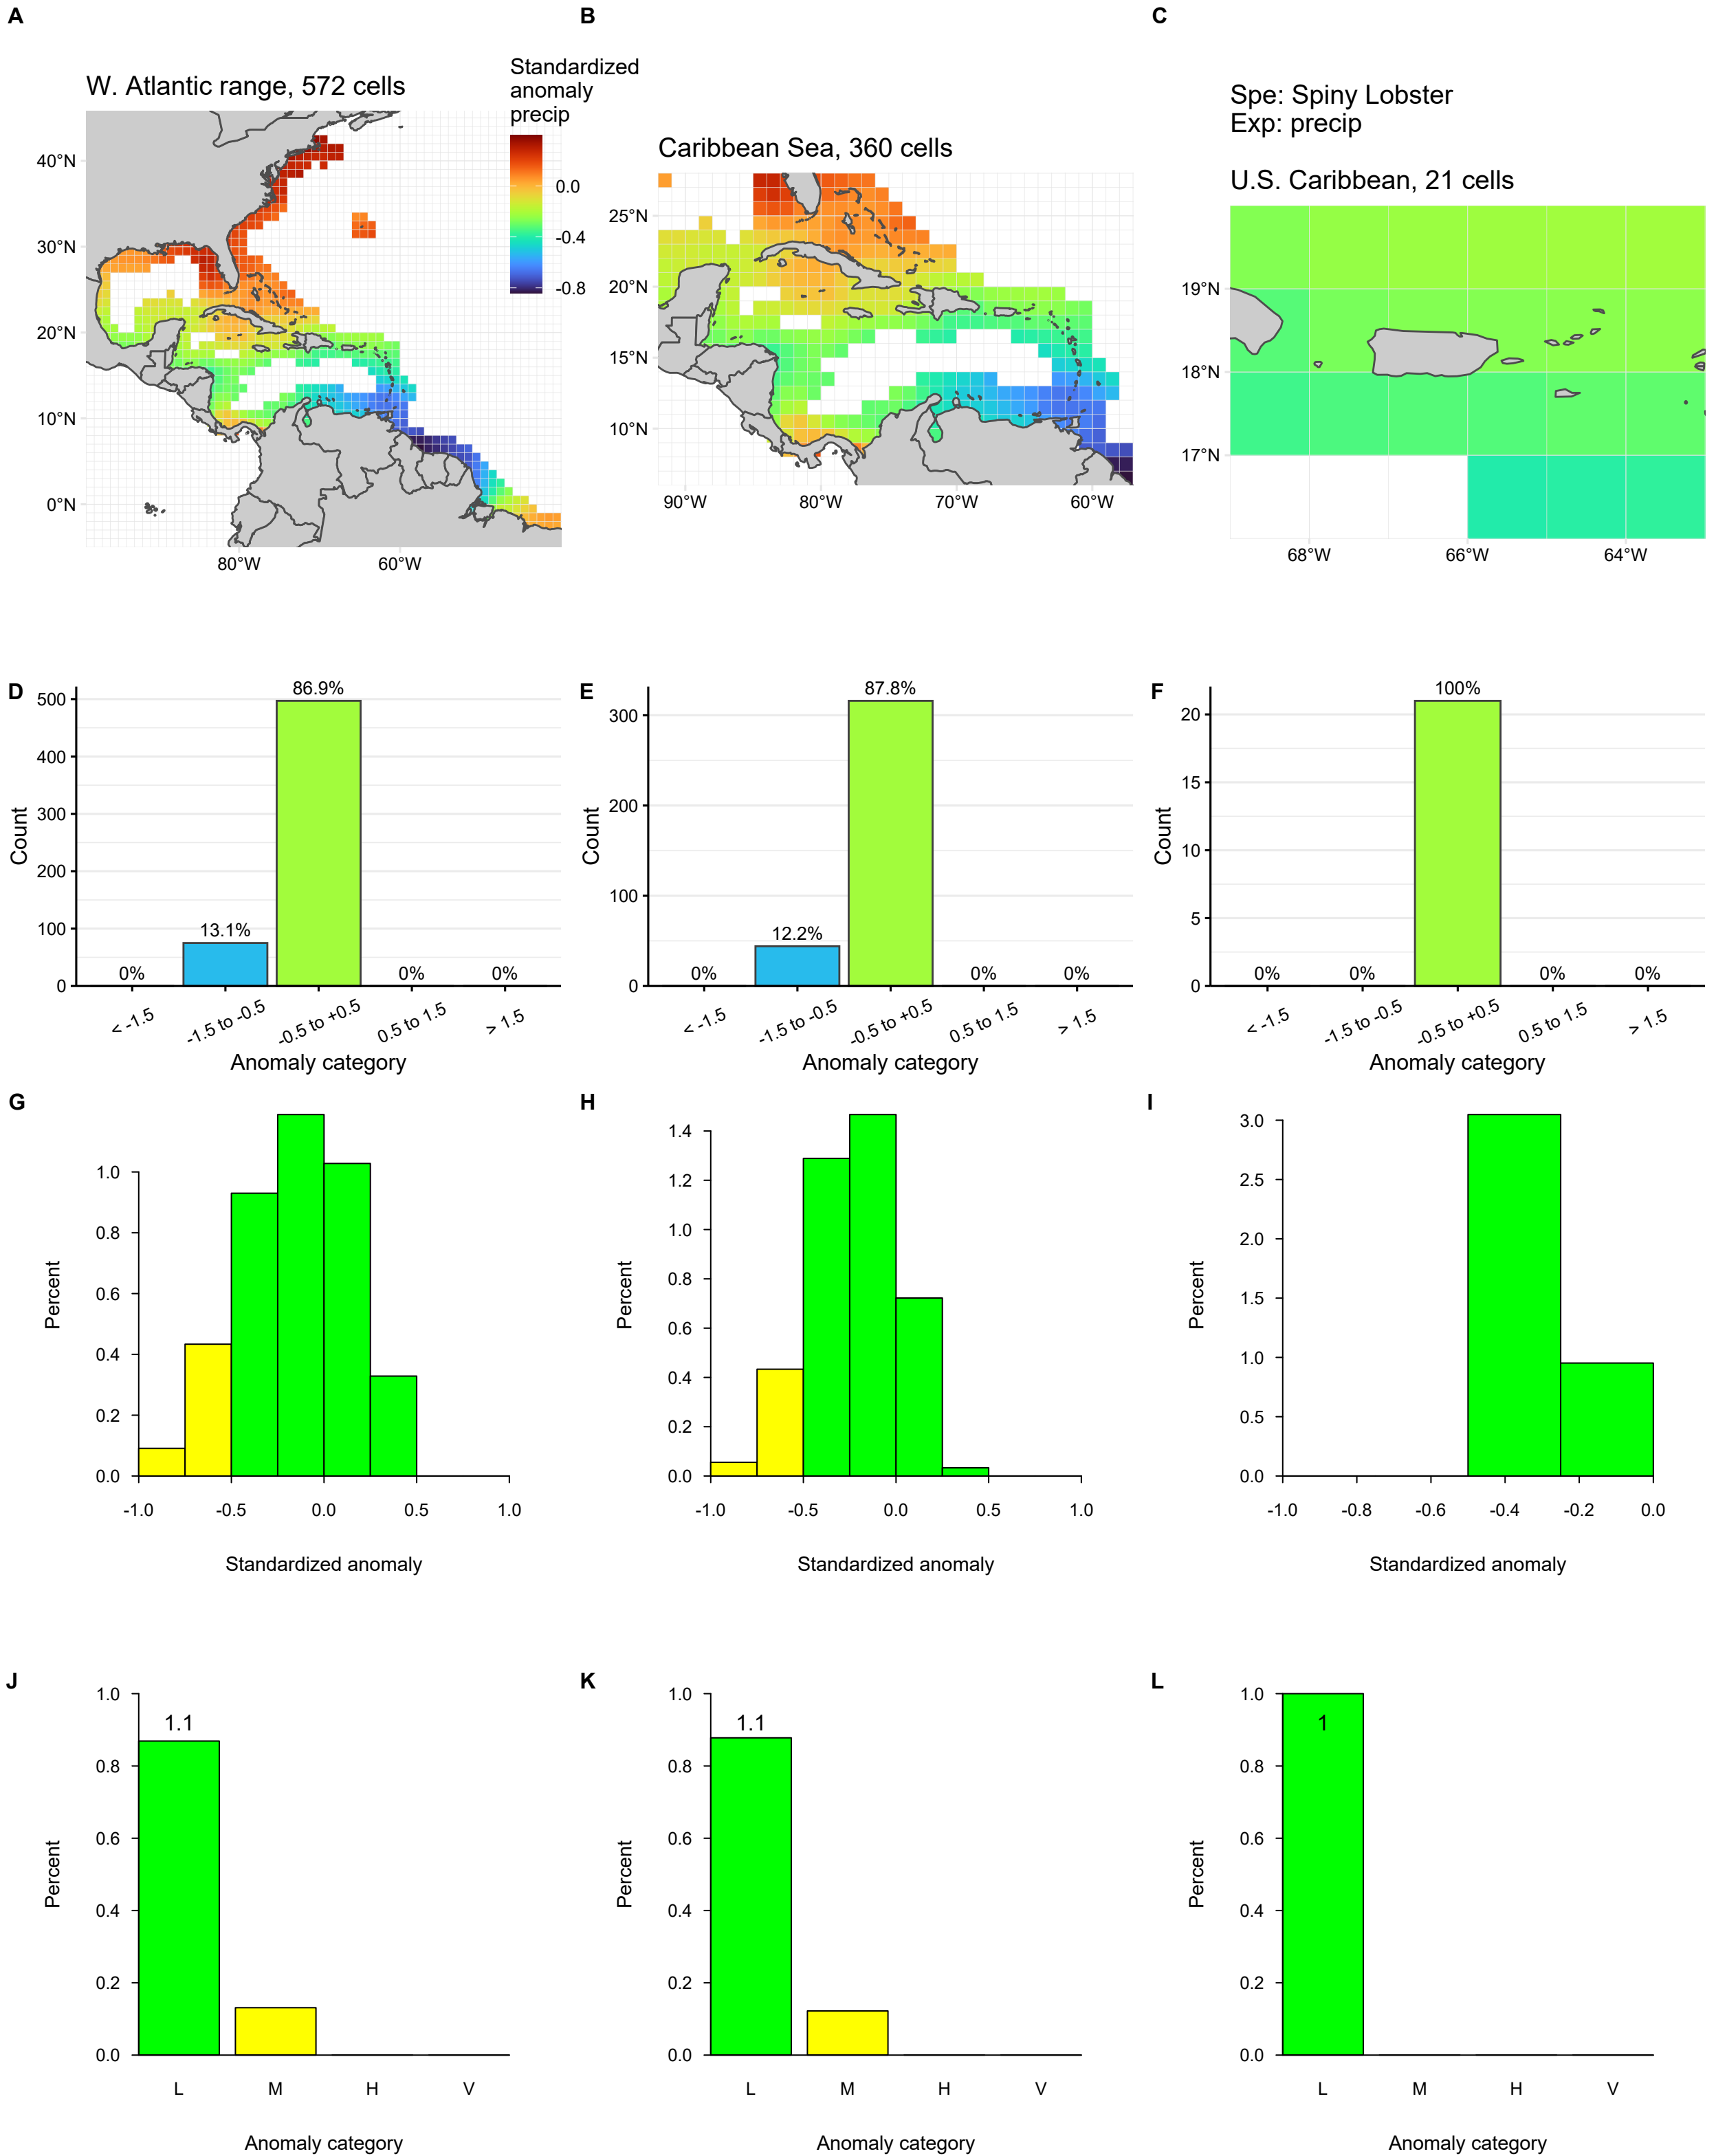 A
B
C
W. Atlantic range, 572 cells
Standardized
anomaly
precip
0.0
-0.4
-0.8
40°N
30°N
20°N
10°N
0°N
80°W
60°W
Caribbean Sea, 360 cells
25°N
20°N
15°N
10°N
90°W
80°W
70°W
60°W
Spe: Spiny Lobster
Exp: precip
U.S. Caribbean, 21 cells
19°N
18°N
17°N
68°W
66°W
64°W
D
500
400
300
200
100
0
Count
0%
13.1%
86.9%
0%
0%
< -1.5
-1.5 to -0.5
-0.5 to +0.5
0.5 to 1.5
> 1.5
Anomaly category
E
300
200
100
0
Count
0%
12.2%
87.8%
0%
0%
< -1.5
-1.5 to -0.5
-0.5 to +0.5
0.5 to 1.5
> 1.5
Anomaly category
F
20
15
10
5
0
Count
0%
0%
100%
0%
0%
< -1.5
-1.5 to -0.5
-0.5 to +0.5
0.5 to 1.5
> 1.5
Anomaly category
G
1.0
0.8
0.6
0.4
0.2
0.0
Percent
-1.0
-0.5
0.0
0.5
1.0
Standardized anomaly
H
1.4
1.2
1.0
0.8
0.6
0.4
0.2
0.0
Percent
-1.0
-0.5
0.0
0.5
1.0
Standardized anomaly
I
3.0
2.5
2.0
1.5
1.0
0.5
0.0
Percent
-1.0
-0.8
-0.6
-0.4
-0.2
0.0
Standardized anomaly
J
1.0
0.8
0.6
0.4
0.2
0.0
Percent
1.1
L
M
H
V
Anomaly category
K
1.0
0.8
0.6
0.4
0.2
0.0
Percent
1.1
L
M
H
V
Anomaly category
L
1.0
0.8
0.6
0.4
0.2
0.0
Percent
1
L
M
H
V
Anomaly category